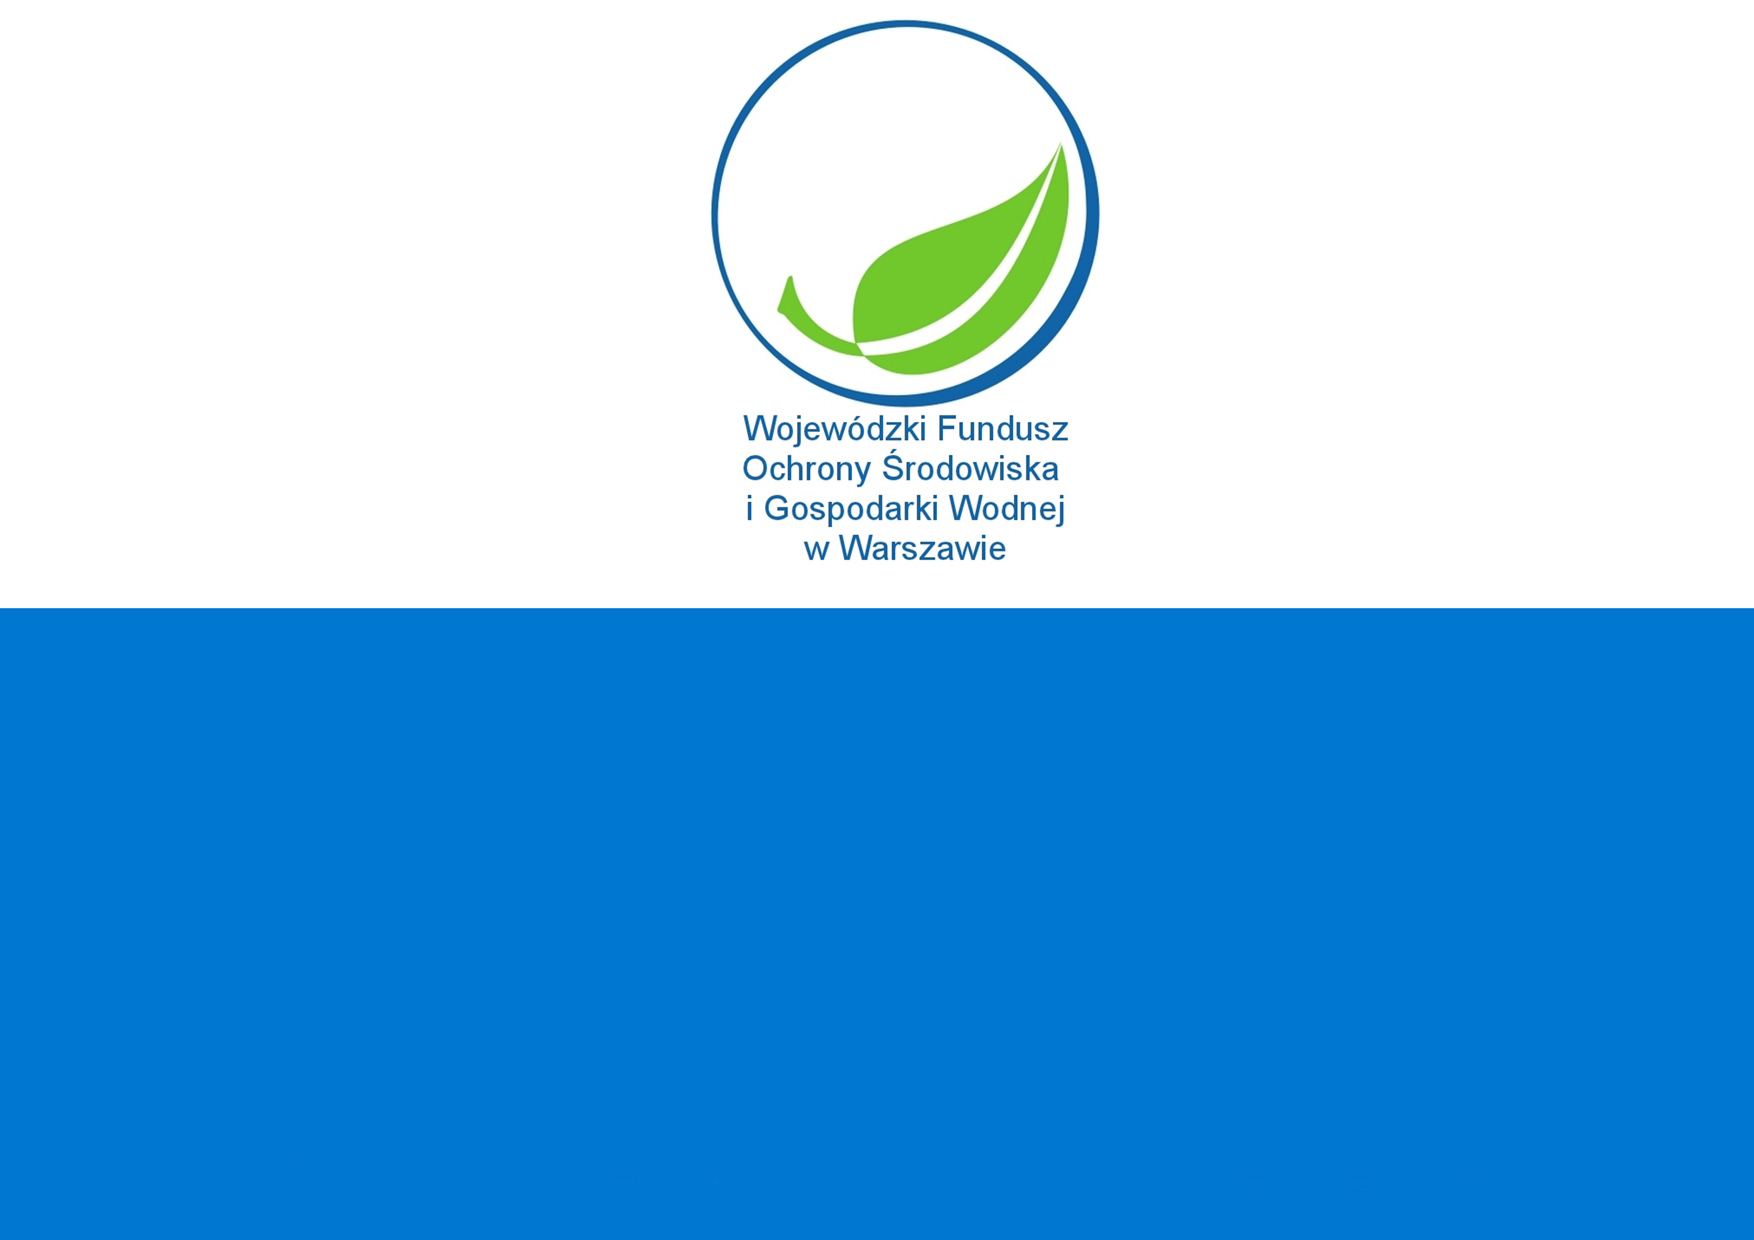 Wojewódzki Fundusz
Ochrony Środowiska
i Gospodarki Wodnej
w Warszawie